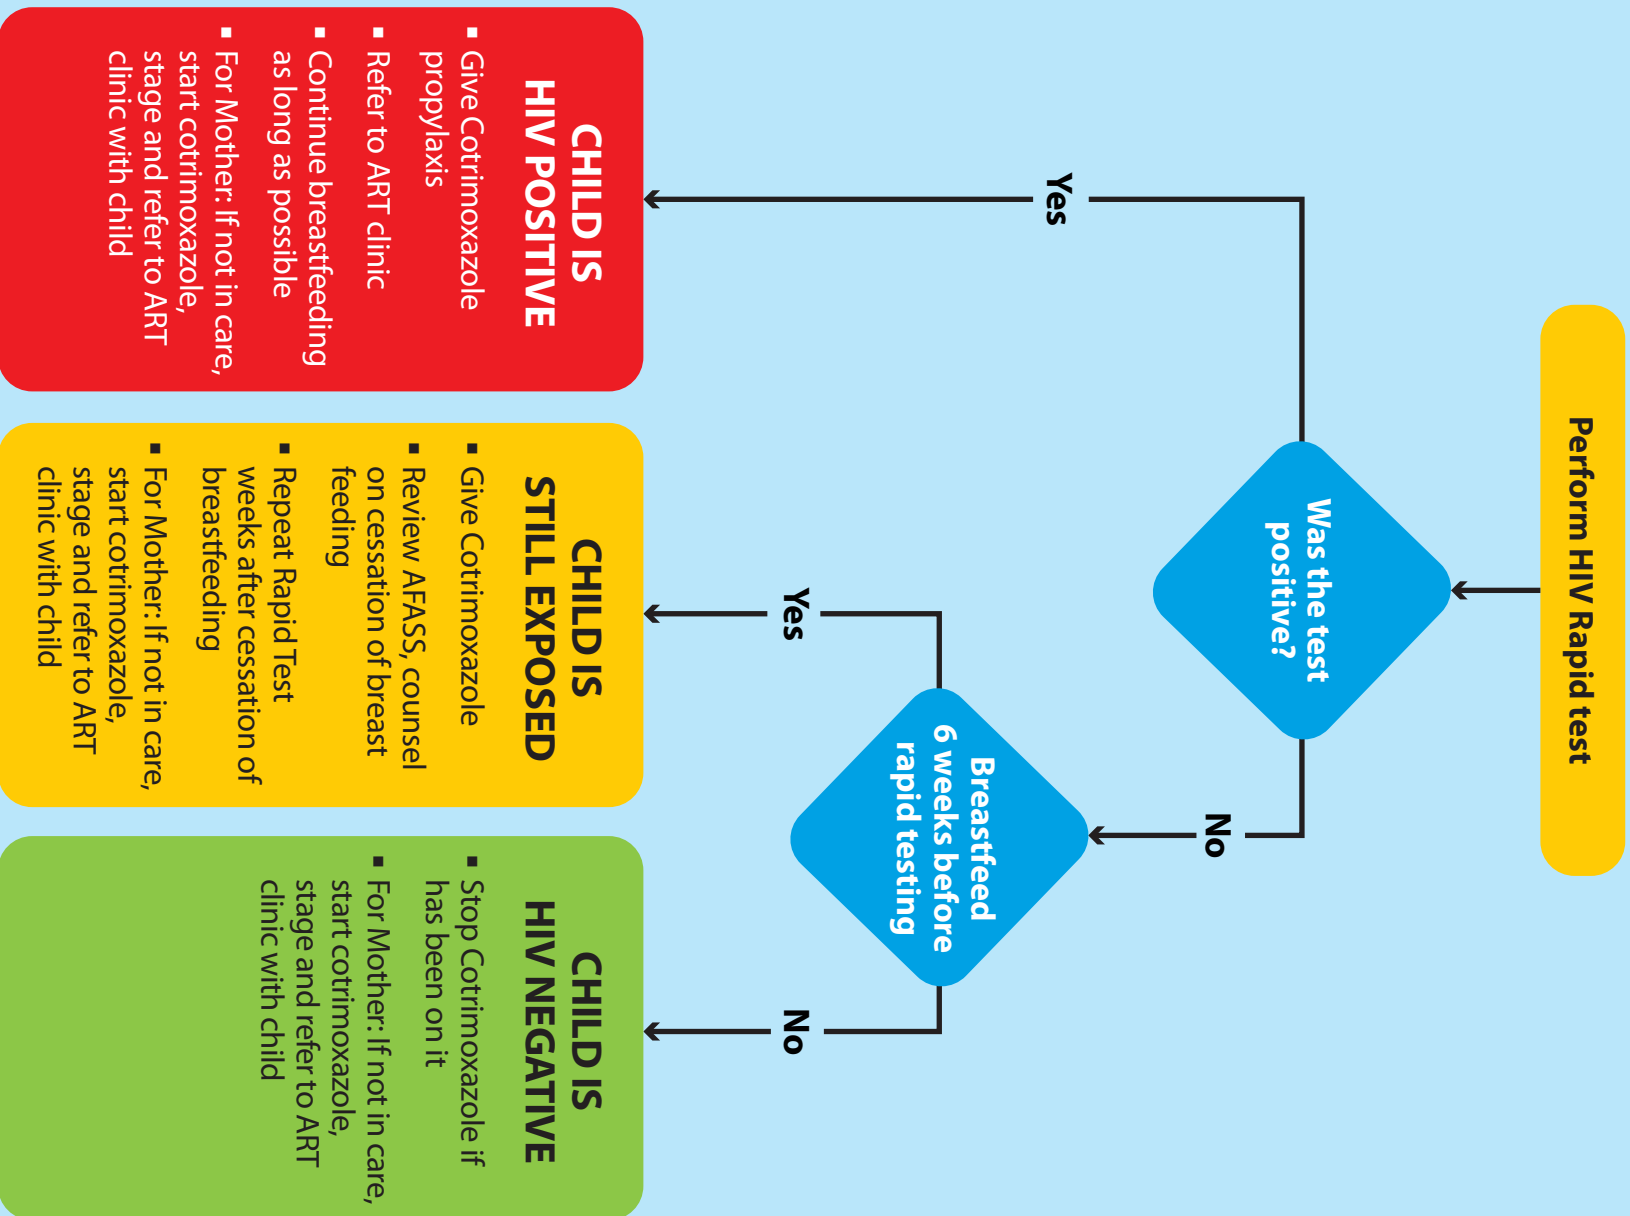 Perform HIV Rapid test
Was the test
positive?
Yes
No
Breastfeed
6 weeks before
rapid testing
Yes
No
CHILD IS
HIV POSITIVE
▪ Give Cotrimoxazole
propylaxis
▪ Refer to ART clinic
▪ Continue breastfeeding
as long as possible
▪ For Mother: If not in care,
start cotrimoxazole,
stage and refer to ART
clinic with child
CHILD IS
STILL EXPOSED
▪ Give Cotrimoxazole
▪ Review AFASS, counsel
on cessation of breast
feeding
▪ Repeat Rapid Test
weeks after cessation of
breastfeeding
▪ For Mother: If not in care,
start cotrimoxazole,
stage and refer to ART
clinic with child
CHILD IS
HIV NEGATIVE
▪ Stop Cotrimoxazole if
has been on it
▪ For Mother: If not in care,
start cotrimoxazole,
stage and refer to ART
clinic with child